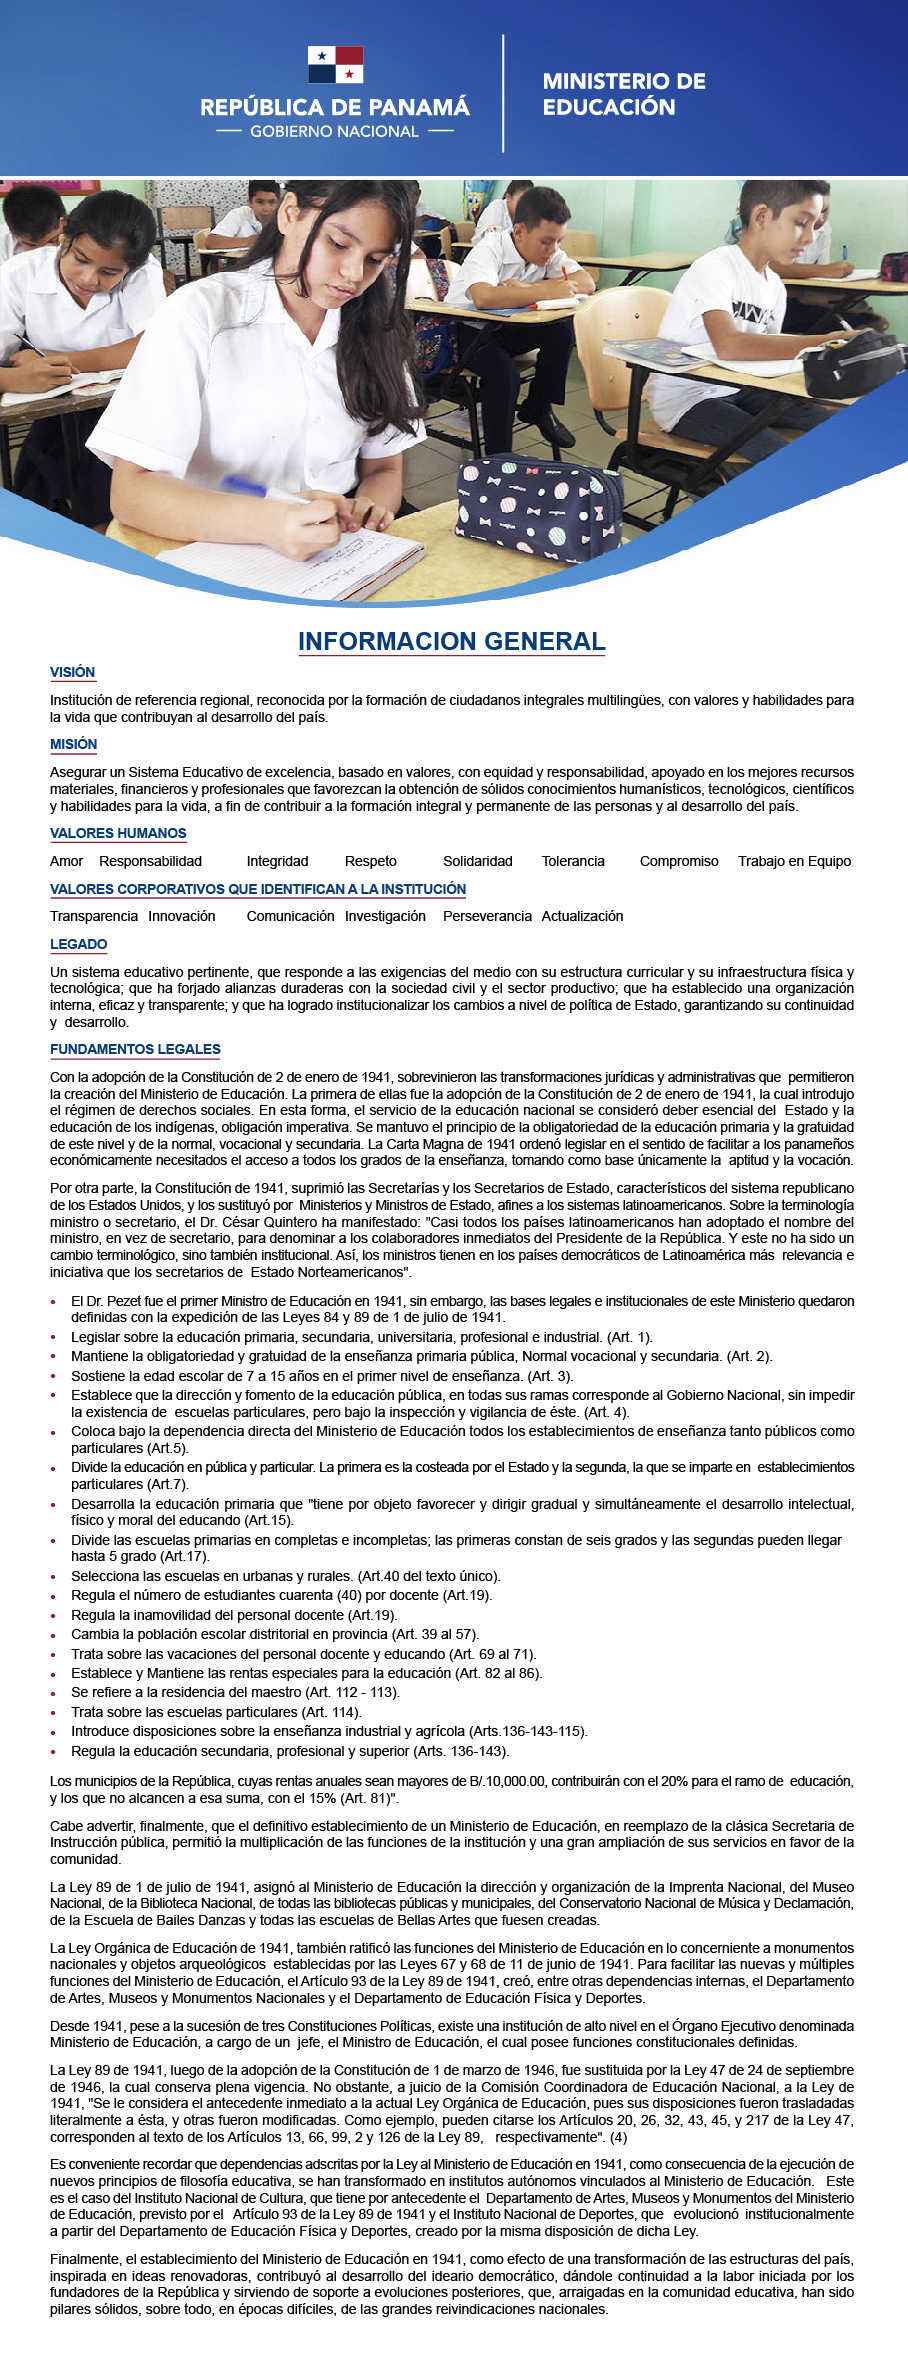 REPÚBLICA DE PANAMÁ
— GOBIERNO NACIONAL —
MINISTERIO DE
EDUCACIÓN
INFORMACION GENERAL
VISIÓN
Institución de referencia regional, reconocida por la formación de ciudadanos integrales multilingües, con valores y habilidades para
la vida que contribuyan al desarrollo del país.
MISIÓN
Asegurar un Sistema Educativo de excelencia, basado en valores, con equidad y responsabilidad, apoyado en los mejores recursos
materiales, financieros y profesionales que favorezcan la obtención de sólidos conocimientos humanísticos, tecnológicos, científicos
y habilidades para la vida, a fin de contribuir a la formación integral y permanente de las personas y al desarrollo del país.
VALORES HUMANOS
Amor Responsabilidad Integridad Respeto Solidaridad Tolerancia Compromiso Trabajo en Equipo
VALORES CORPORATIVOS QUE IDENTIFICAN A LA INSTITUCIÓN
Transparencia Innovación Comunicación Investigación Perseverancia Actualización
LEGADO
Un sistema educativo pertinente, que responde a las exigencias del medio con su estructura curricular y su infraestructura física y
tecnológica; que ha forjado alianzas duraderas con la sociedad civil y el sector productivo; que ha establecido una organización
interna, eficaz y transparente; y que ha logrado institucionalizar los cambios a nivel de política de Estado, garantizando su continuidad
y desarrollo.
FUNDAMENTOS LEGALES
Con la adopción de la Constitución de 2 de enero de 1941, sobrevinieron las transformaciones jurídicas y administrativas que permitieron
la creación del Ministerio de Educación. La primera de ellas fue la adopción de la Constitución de 2 de enero de 1941, la cual introdujo
el régimen de derechos sociales. En esta forma, el servicio de la educación nacional se consideró deber esencial del Estado y la
educación de los indígenas, obligación imperativa. Se mantuvo el principio de la obligatoriedad de la educación primaria y la gratuidad
de este nivel y de la normal, vocacional y secundaria. La Carta Magna de 1941 ordenó legislar en el sentido de facilitar a los panameños
económicamente necesitados el acceso a todos los grados de la enseñanza, tomando como base únicamente la aptitud y la vocación.
Por otra parte, la Constitución de 1941, suprimió las Secretarías y los Secretarios de Estado, característicos del sistema republicano
de los Estados Unidos, y los sustituyó por Ministerios y Ministros de Estado, afines a los sistemas latinoamericanos. Sobre la terminología
ministro o secretario, el Dr. César Quintero ha manifestado: "Casi todos los países latinoamericanos han adoptado el nombre del
ministro, en vez de secretario, para denominar a los colaboradores inmediatos del Presidente de la República. Y este no ha sido un
cambio terminológico, sino también institucional. Así, los ministros tienen en los países democráticos de Latinoamérica más relevancia e
iniciativa que los secretarios de Estado Norteamericanos".
• El Dr. Pezet fue el primer Ministro de Educación en 1941, sin embargo, las bases legales e institucionales de este Ministerio quedaron
definidas con la expedición de las Leyes 84 y 89 de 1 de julio de 1941.
• Legislar sobre la educación primaria, secundaria, universitaria, profesional e industrial. (Art. 1).
• Mantiene la obligatoriedad y gratuidad de la enseñanza primaria pública, Normal vocacional y secundaria. (Art. 2).
• Sostiene la edad escolar de 7 a 15 años en el primer nivel de enseñanza. (Art. 3).
• Establece que la dirección y fomento de la educación pública, en todas sus ramas corresponde al Gobierno Nacional, sin impedir
la existencia de escuelas particulares, pero bajo la inspección y vigilancia de éste. (Art. 4).
• Coloca bajo la dependencia directa del Ministerio de Educación todos los establecimientos de enseñanza tanto públicos como
particulares (Art.5).
• Divide la educación en pública y particular. La primera es la costeada por el Estado y la segunda, la que se imparte en establecimientos
particulares (Art.7).
• Desarrolla la educación primaria que "tiene por objeto favorecer y dirigir gradual y simultáneamente el desarrollo intelectual,
físico y moral del educando (Art.15).
• Divide las escuelas primarias en completas e incompletas; las primeras constan de seis grados y las segundas pueden llegar
hasta 5 grado (Art.17).
• Selecciona las escuelas en urbanas y rurales. (Art.40 del texto único).
• Regula el número de estudiantes cuarenta (40) por docente (Art.19).
• Regula la inamovilidad del personal docente (Art.19).
• Cambia la población escolar distritorial en provincia (Art. 39 al 57).
• Trata sobre las vacaciones del personal docente y educando (Art. 69 al 71).
• Establece y Mantiene las rentas especiales para la educación (Art. 82 al 86).
• Se refiere a la residencia del maestro (Art. 112 - 113).
• Trata sobre las escuelas particulares (Art. 114).
• Introduce disposiciones sobre la enseñanza industrial y agrícola (Arts.136-143-115).
• Regula la educación secundaria, profesional y superior (Arts. 136-143).
Los municipios de la República, cuyas rentas anuales sean mayores de B/.10,000.00, contribuirán con el 20% para el ramo de educación,
y los que no alcancen a esa suma, con el 15% (Art. 81)".
Cabe advertir, finalmente, que el definitivo establecimiento de un Ministerio de Educación, en reemplazo de la clásica Secretaria de
Instrucción pública, permitió la multiplicación de las funciones de la institución y una gran ampliación de sus servicios en favor de la
comunidad.
La Ley 89 de 1 de julio de 1941, asignó al Ministerio de Educación la dirección y organización de la Imprenta Nacional, del Museo
Nacional, de la Biblioteca Nacional, de todas las bibliotecas públicas y municipales, del Conservatorio Nacional de Música y Declamación,
de la Escuela de Bailes Danzas y todas las escuelas de Bellas Artes que fuesen creadas.
La Ley Orgánica de Educación de 1941, también ratificó las funciones del Ministerio de Educación en lo concerniente a monumentos
nacionales y objetos arqueológicos establecidas por las Leyes 67 y 68 de 11 de junio de 1941. Para facilitar las nuevas y múltiples
funciones del Ministerio de Educación, el Artículo 93 de la Ley 89 de 1941, creó, entre otras dependencias internas, el Departamento
de Artes, Museos y Monumentos Nacionales y el Departamento de Educación Física y Deportes.
Desde 1941, pese a la sucesión de tres Constituciones Políticas, existe una institución de alto nivel en el Órgano Ejecutivo denominada
Ministerio de Educación, a cargo de un jefe, el Ministro de Educación, el cual posee funciones constitucionales definidas.
La Ley 89 de 1941, luego de la adopción de la Constitución de 1 de marzo de 1946, fue sustituida por la Ley 47 de 24 de septiembre
de 1946, la cual conserva plena vigencia. No obstante, a juicio de la Comisión Coordinadora de Educación Nacional, a la Ley de
1941, "Se le considera el antecedente inmediato a la actual Ley Orgánica de Educación, pues sus disposiciones fueron trasladadas
literalmente a ésta, y otras fueron modificadas. Como ejemplo, pueden citarse los Artículos 20, 26, 32, 43, 45, y 217 de la Ley 47,
corresponden al texto de los Artículos 13, 66, 99, 2 y 126 de la Ley 89, respectivamente". (4)
Es conveniente recordar que dependencias adscritas por la Ley al Ministerio de Educación en 1941, como consecuencia de la ejecución de
nuevos principios de filosofía educativa, se han transformado en institutos autónomos vinculados al Ministerio de Educación. Este
es el caso del Instituto Nacional de Cultura, que tiene por antecedente el Departamento de Artes, Museos y Monumentos del Ministerio
de Educación, previsto por el Artículo 93 de la Ley 89 de 1941 y el Instituto Nacional de Deportes, que evolucionó institucionalmente
a partir del Departamento de Educación Física y Deportes, creado por la misma disposición de dicha Ley.
Finalmente, el establecimiento del Ministerio de Educación en 1941, como efecto de una transformación de las estructuras del país,
inspirada en ideas renovadoras, contribuyó al desarrollo del ideario democrático, dándole continuidad a la labor iniciada por los
fundadores de la República y sirviendo de soporte a evoluciones posteriores, que, arraigadas en la comunidad educativa, han sido
pilares sólidos, sobre todo, en épocas difíciles, de las grandes reivindicaciones nacionales.